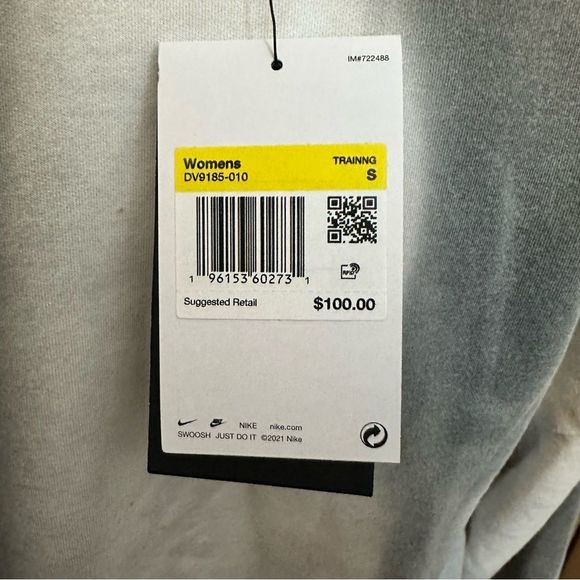 IM#722488
Womens TRAINNG
DV9185-010 S
RFID
1 96153 60273 1
Suggested Retail $100.00
NIKE nike.com
SWOOSH JUST DO IT ©2021 Nike